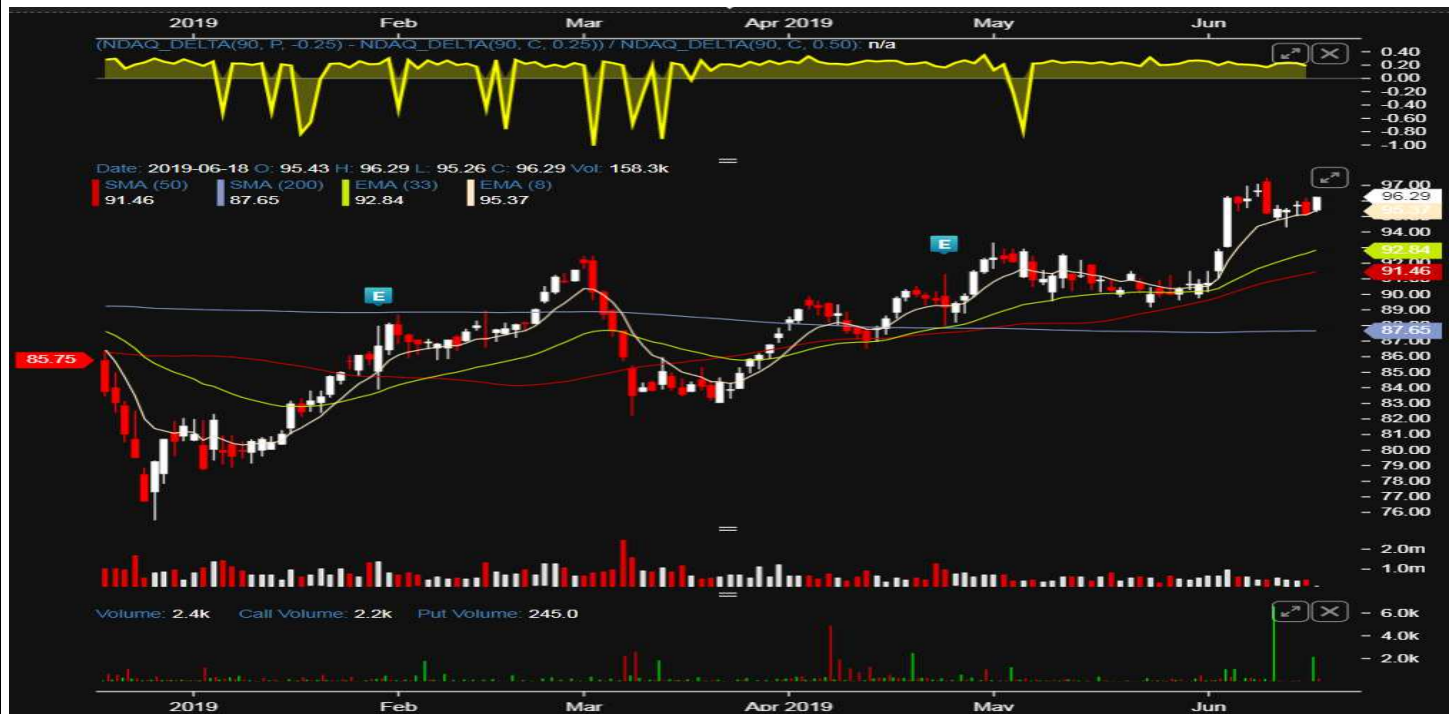 2019 Feb Mar Apr 2019 May Jun
(NDAQ_DELTA(90, P, -0.25) - NDAQ_DELTA(90, C, 0.25)) / NDAQ_DELTA(90, C, 0.50): n/a
0.40
0.20
0.00
-0.20
-0.40
-0.60
-0.80
-1.00
Date: 2019-06-18 O: 95.43 H: 96.29 L: 95.26 C: 96.29 Vol: 158.3k
SMA (50) SMA (200) EMA (33) EMA (8)
91.46 87.65 92.84 95.37
97.00
96.29
95.37
94.00
92.84
92.00
91.46
90.00
89.00
87.65
87.00
86.00
85.00
84.00
83.00
82.00
81.00
80.00
79.00
78.00
77.00
76.00
E
E
85.75
2.0m
1.0m
Volume: 2.4k Call Volume: 2.2k Put Volume: 245.0
6.0k
4.0k
2.0k
2019 Feb Mar Apr 2019 May Jun